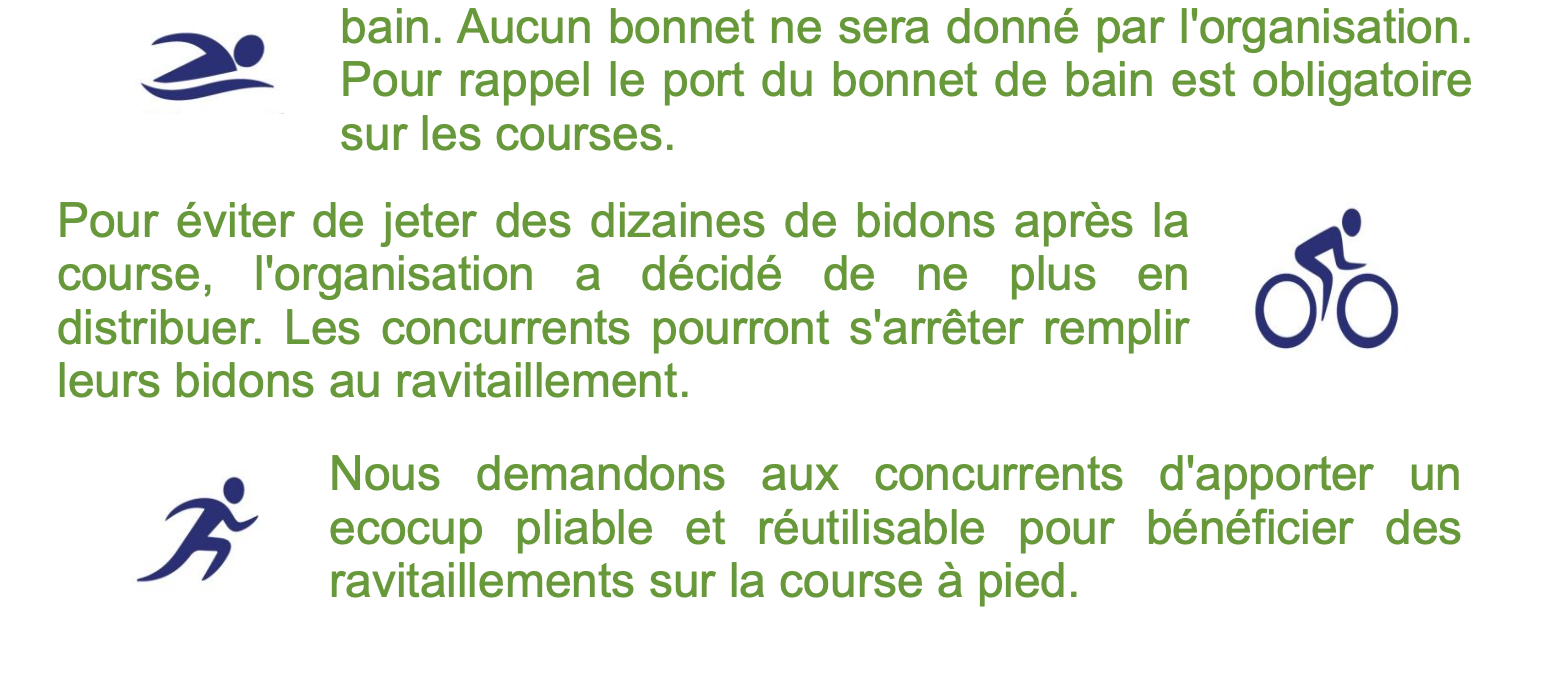 bain. Aucun bonnet ne sera donné par l'organisation.
Pour rappel le port du bonnet de bain est obligatoire
sur les courses.
Pour éviter de jeter des dizaines de bidons après la
course, l'organisation a décidé de ne plus en
distribuer. Les concurrents pourront s'arrêter remplir
leurs bidons au ravitaillement.
Nous demandons aux concurrents d'apporter un
ecocup pliable et réutilisable pour bénéficier des
ravitaillements sur la course à pied.